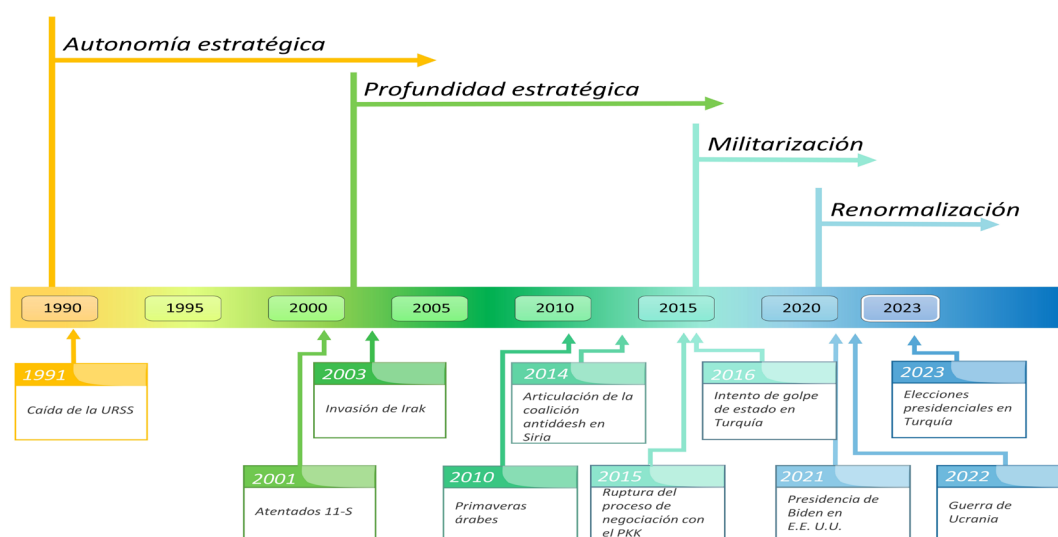 Autonomía estratégica
Profundidad estratégica
Militarización
Renormalización
1990
1995
2000
2005
2010
2015
2020
2023
1991
Caída de la URSS
2003
Invasión de Irak
2014
Articulación de la
coalición
antidáesh en
Siria
2016
Intento de golpe
de estado en
Turquía
2023
Elecciones
presidenciales en
Turquía
2001
Atentados 11-S
2010
Primaveras
árabes
2015
Ruptura del
proceso de
negociación con
el PKK
2021
Presidencia de
Biden en
E.E. U.U.
2022
Guerra de
Ucrania